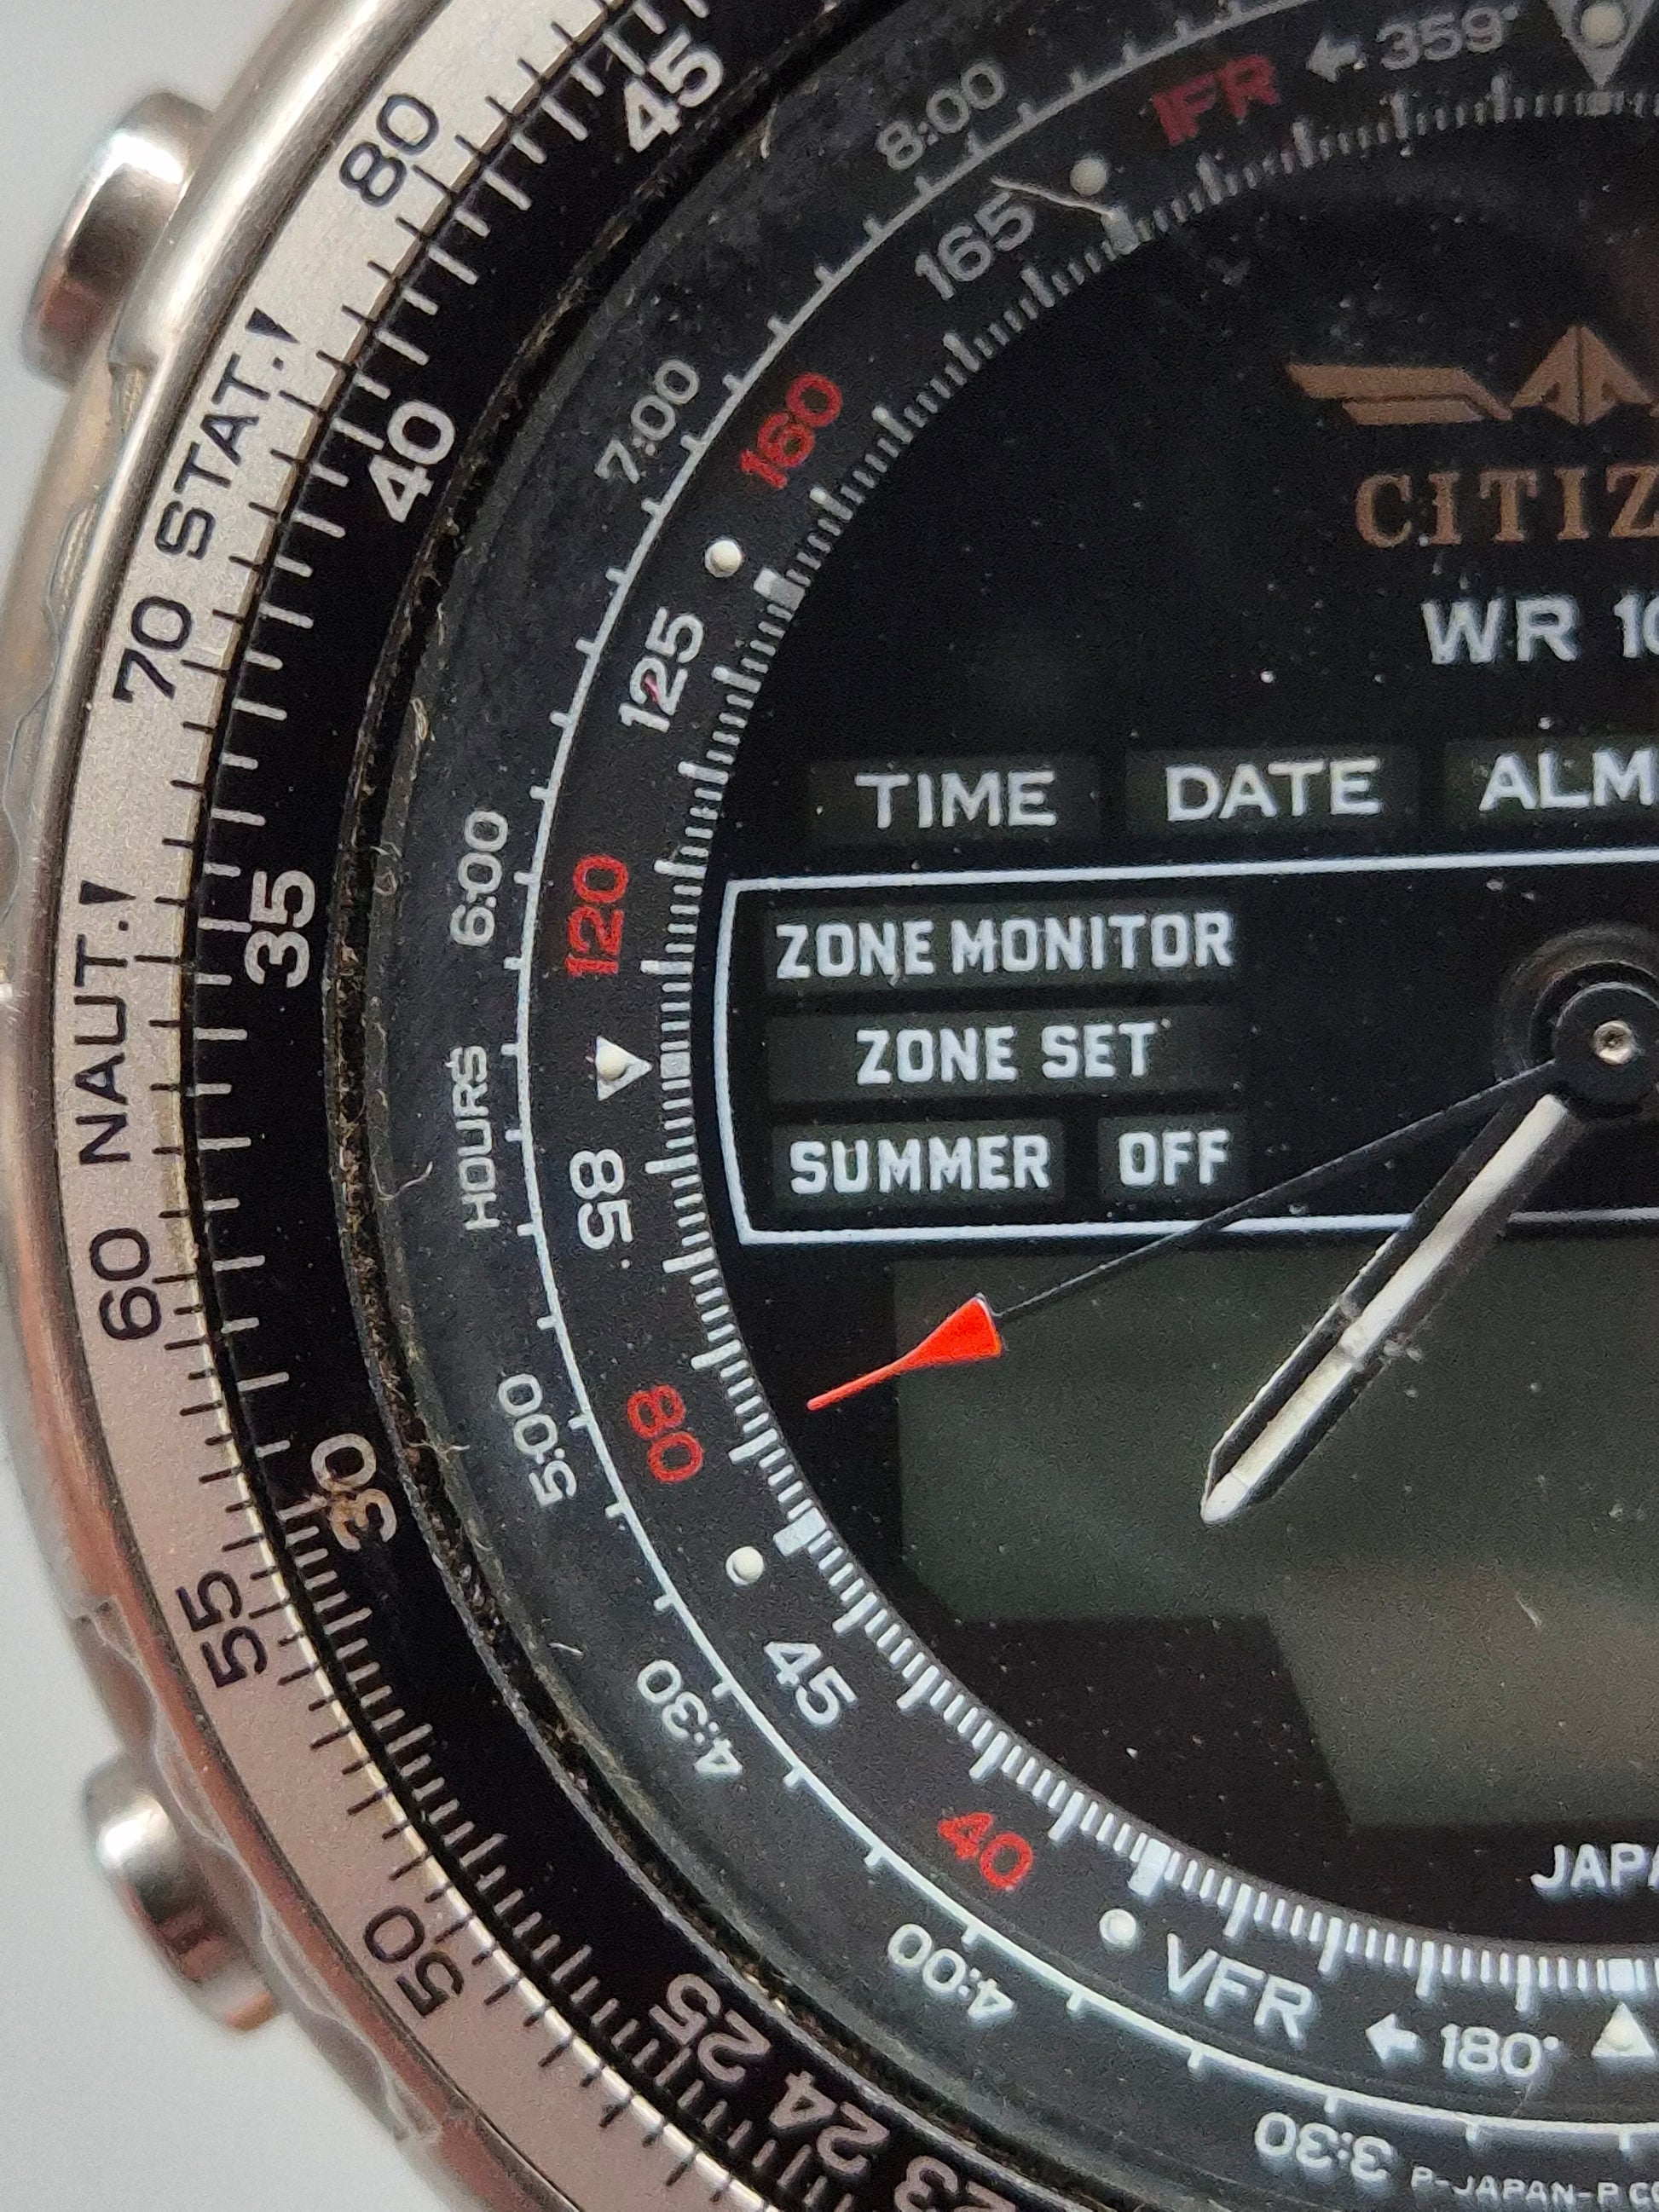 80
STAT.
70
NAUT.
60
55
50
45
40
35
30
25
24
23
8:00
7:00
6:00
HOURS
5:00
4:30
4:00
3:30
IFR
359°
165
160
125
120
85
80
45
40
VFR
180°
CITIZ
WR 10
TIME DATE ALM
ZONE MONITOR
ZONE SET
SUMMER OFF
JAPA
P-JAPAN-P CO